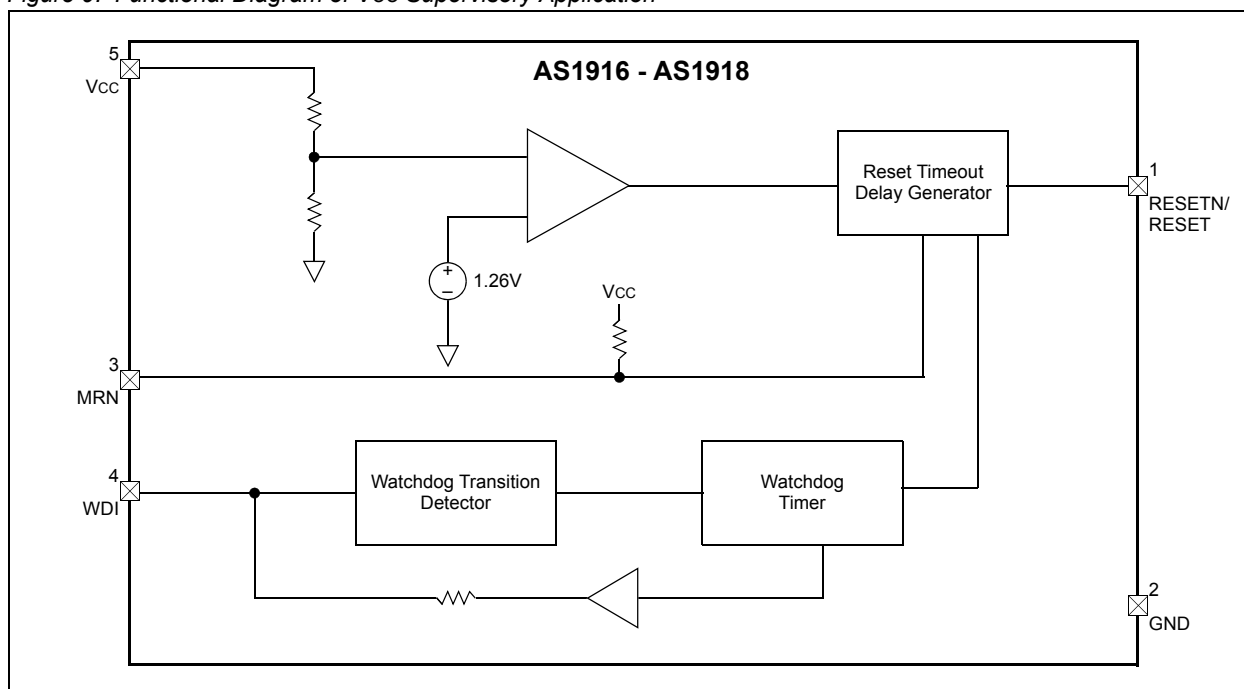 Figure Functional Diagram of VCC Supervisory Application
AS1916 - AS1918
5
VCC
Reset Timeout
Delay Generator
1
RESETN/
RESET
+
–
1.26V
VCC
3
MRN
4
WDI
Watchdog Transition
Detector
Watchdog
Timer
2
GND